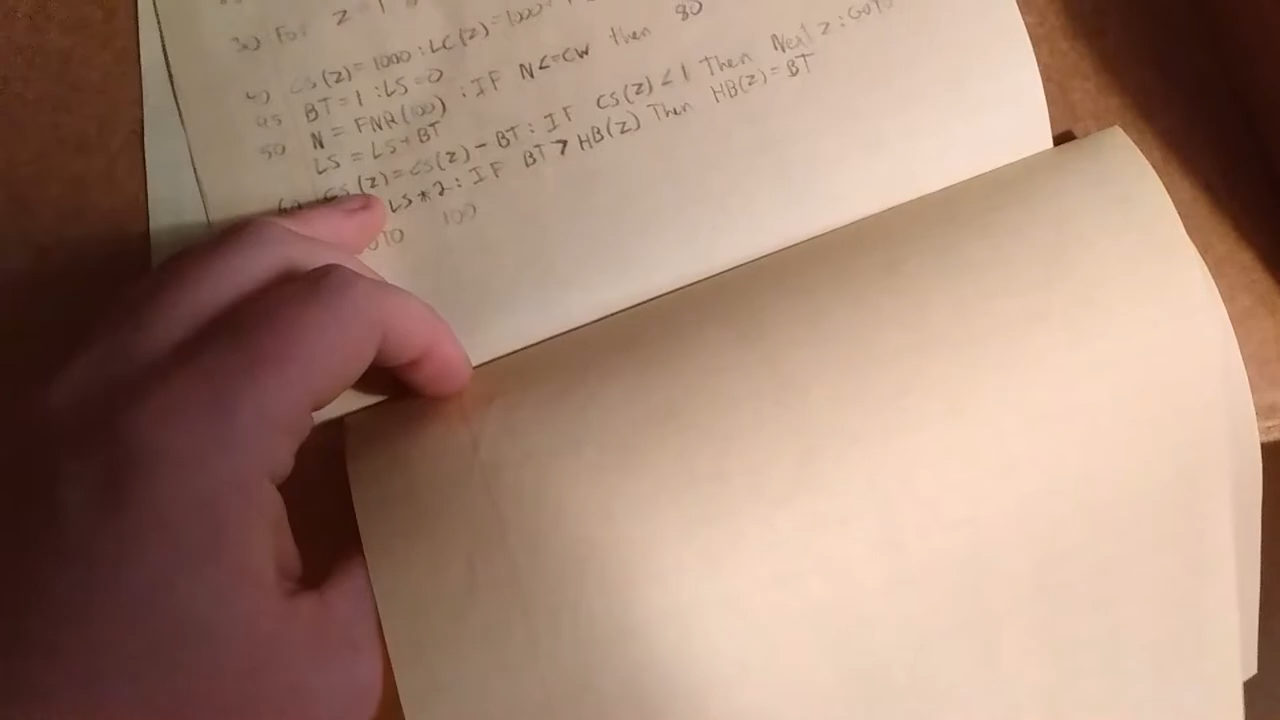 30) For Z = 1
40) CS(Z)=1000 : LC(Z)=1000
45 BT=1 : LS=0
50 N = FNR(100) : IF N<=CW then 80
LS = LS+BT
CS(Z)=CS(Z)-BT : IF CS(Z)<1 Then Next Z : GOTO
LS*2 : IF BT>HB(Z) Then HB(Z)=BT
100